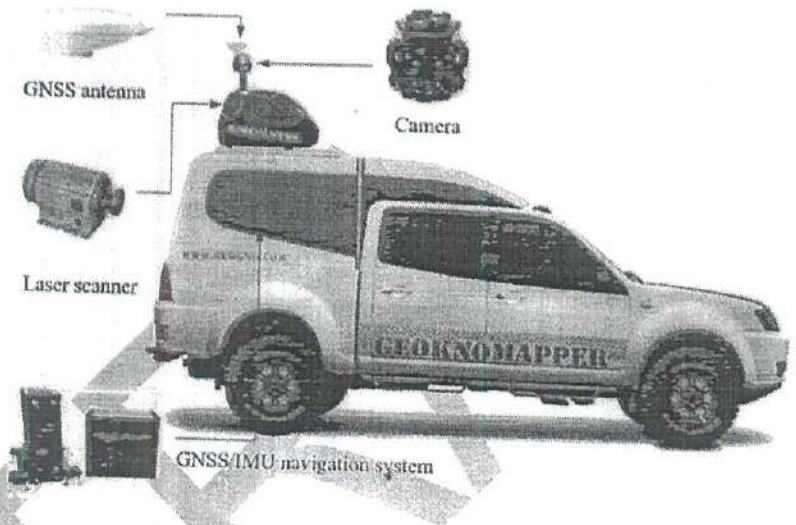 GNSS antenna
Camera
Laser scanner
GEOKNOMAPPER
GNSS/IMU navigation system